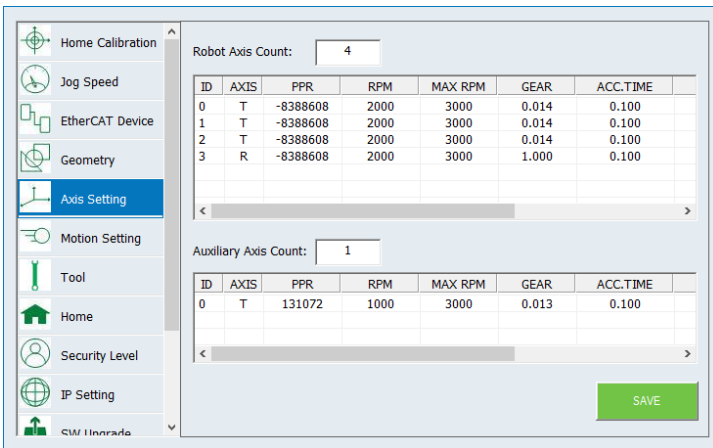 Home Calibration
Jog Speed
EtherCAT Device
Geometry
Axis Setting
Motion Setting
Tool
Home
Security Level
IP Setting
SW Upgrade
Robot Axis Count: 4
ID AXIS PPR RPM MAX RPM GEAR ACC.TIME
0 T -8388608 2000 3000 0.014 0.100
1 T -8388608 2000 3000 0.014 0.100
2 T -8388608 2000 3000 0.014 0.100
3 R -8388608 2000 3000 1.000 0.100
Auxiliary Axis Count: 1
ID AXIS PPR RPM MAX RPM GEAR ACC.TIME
0 T 131072 1000 3000 0.013 0.100
SAVE